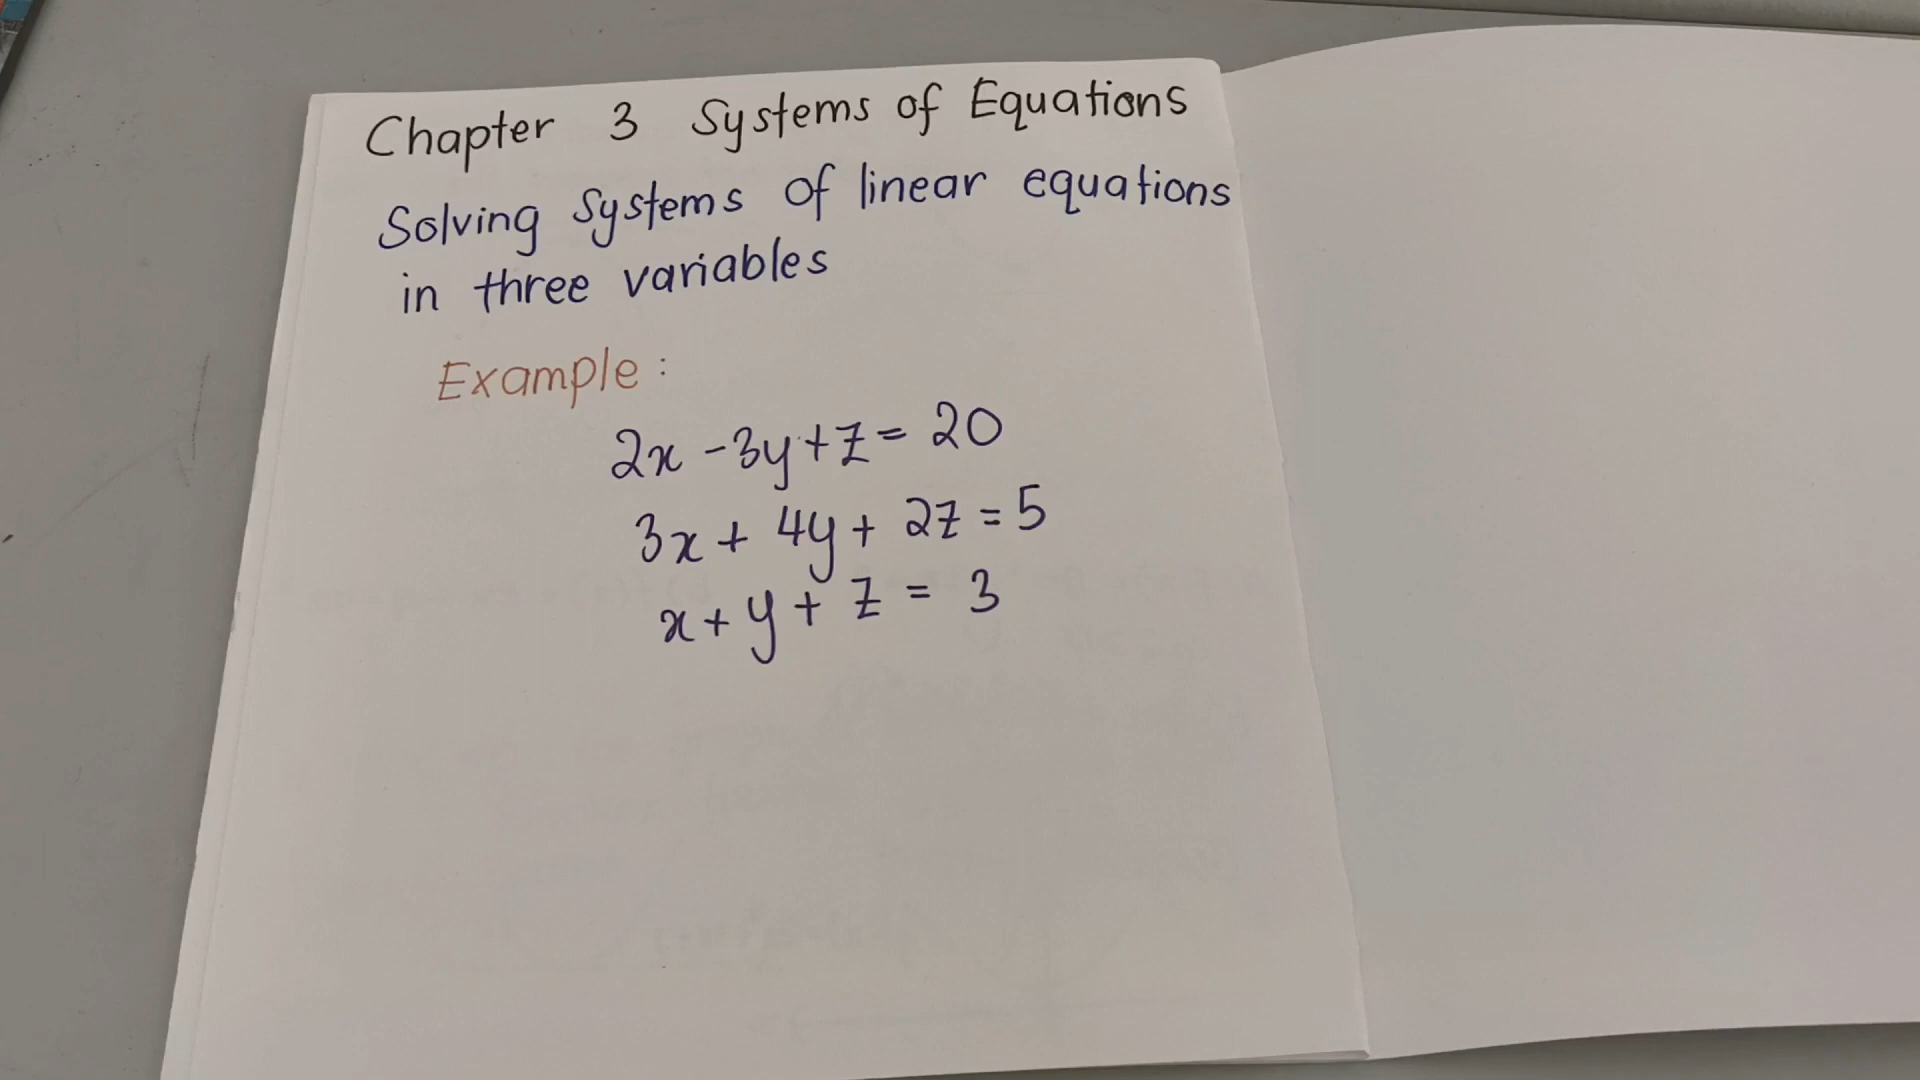 Chapter 3 Systems of Equations
Solving Systems of linear equations
in three variables
Example:
2x - 3y + z = 20
3x + 4y + 2z = 5
x + y + z = 3